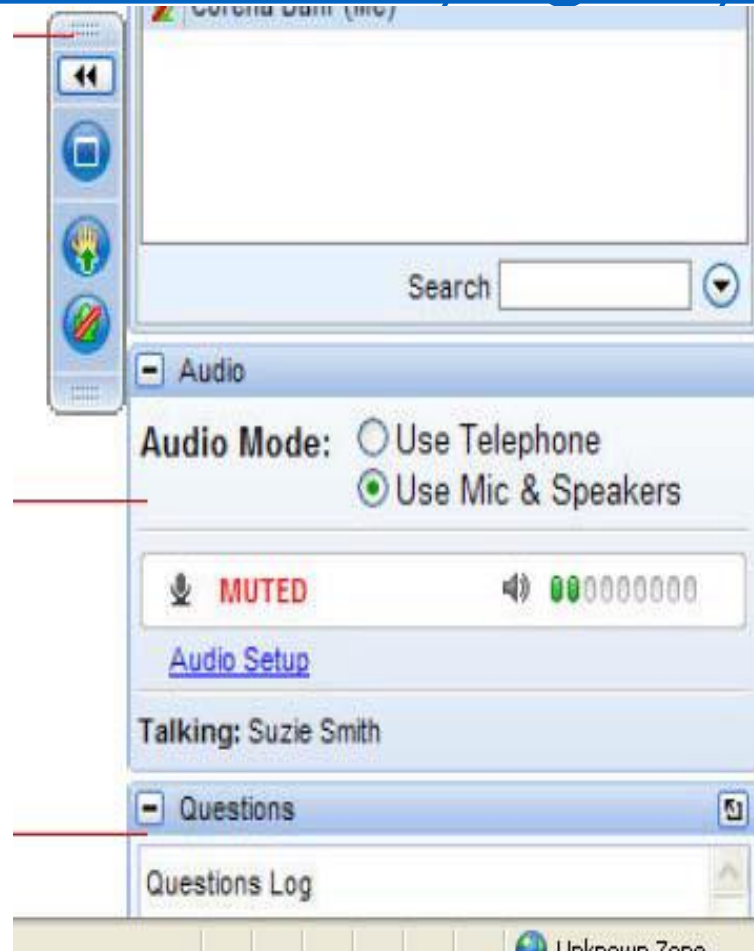 (Me)
Search
Audio
Audio Mode: Use Telephone
Use Mic & Speakers
MUTED
Audio Setup
Talking: Suzie Smith
Questions
Questions Log
Unknown Zone